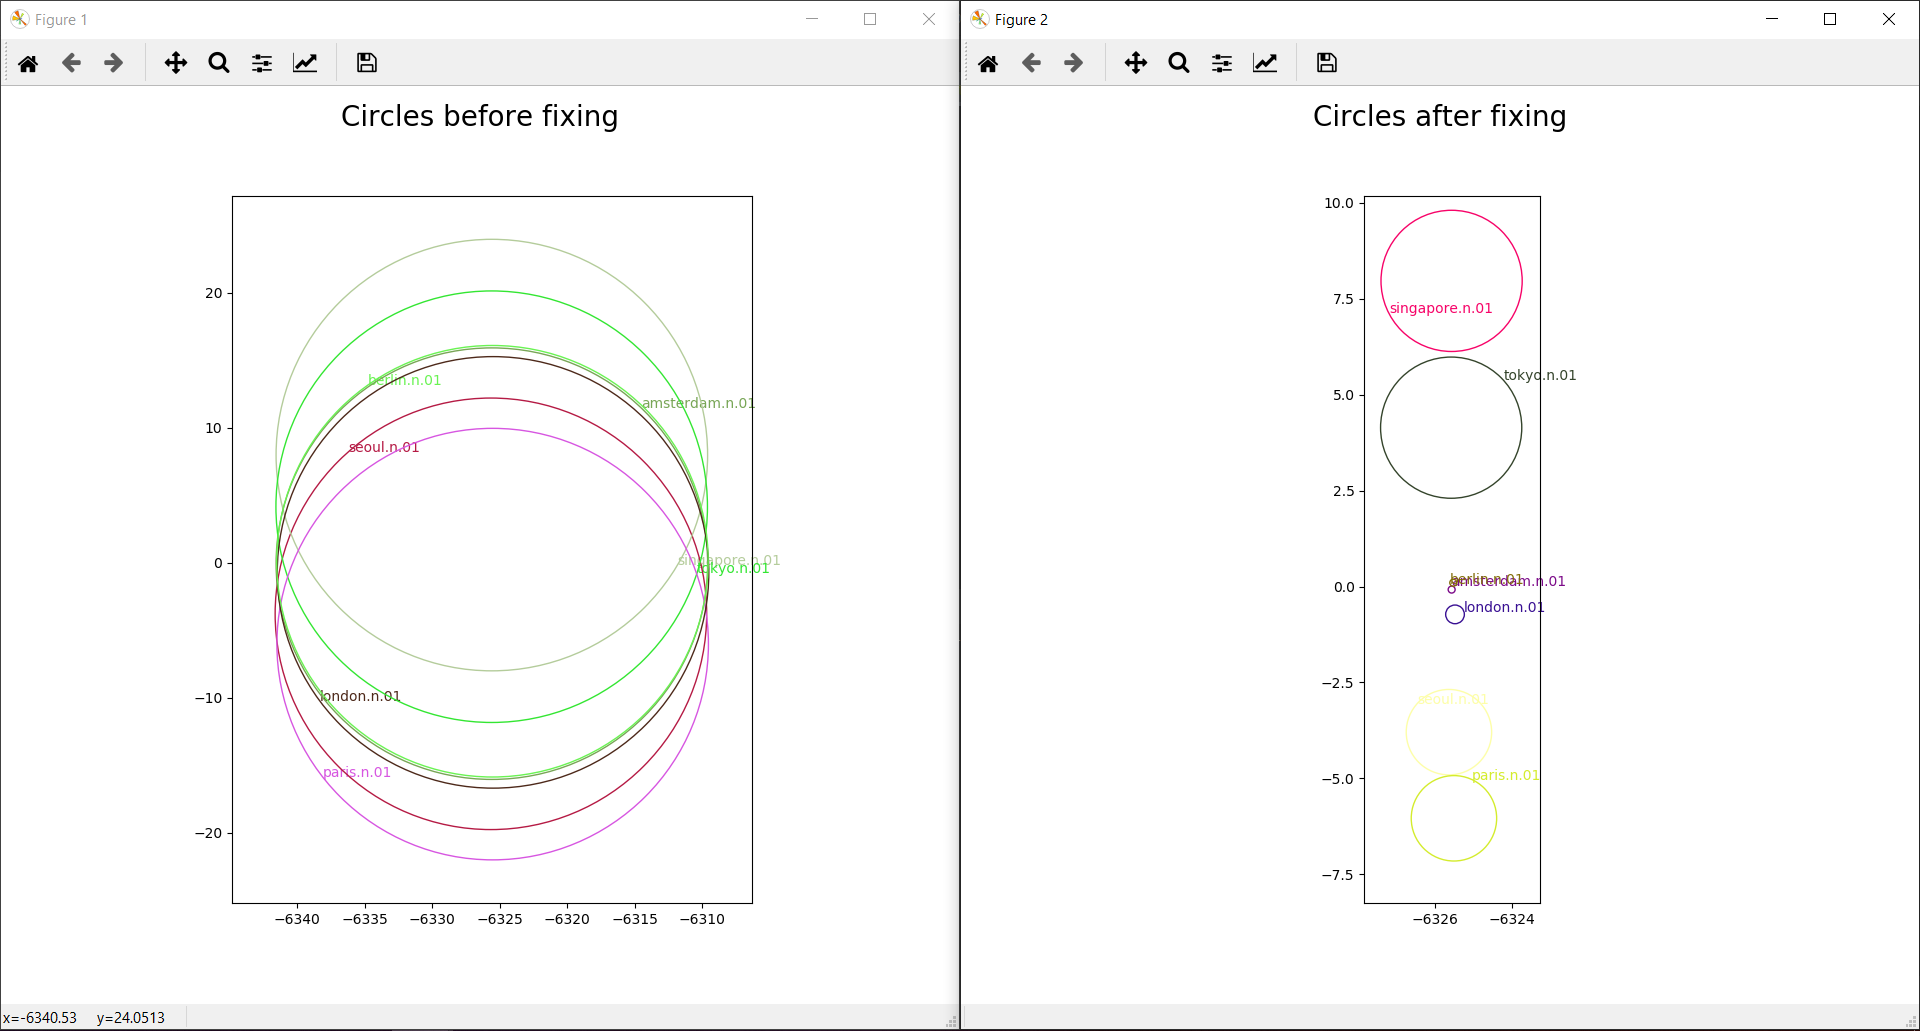 Figure 1
Circles before fixing
20
10
0
−10
−20
berlin.n.01
amsterdam.n.01
seoul.n.01
singapore.n.01
tokyo.n.01
london.n.01
paris.n.01
−6340 −6335 −6330 −6325 −6320 −6315 −6310
x=-6340.53 y=24.0513
Figure 2
Circles after fixing
10.0
7.5
5.0
2.5
0.0
−2.5
−5.0
−7.5
singapore.n.01
tokyo.n.01
berlin.n.01
amsterdam.n.01
london.n.01
seoul.n.01
paris.n.01
−6326 −6324